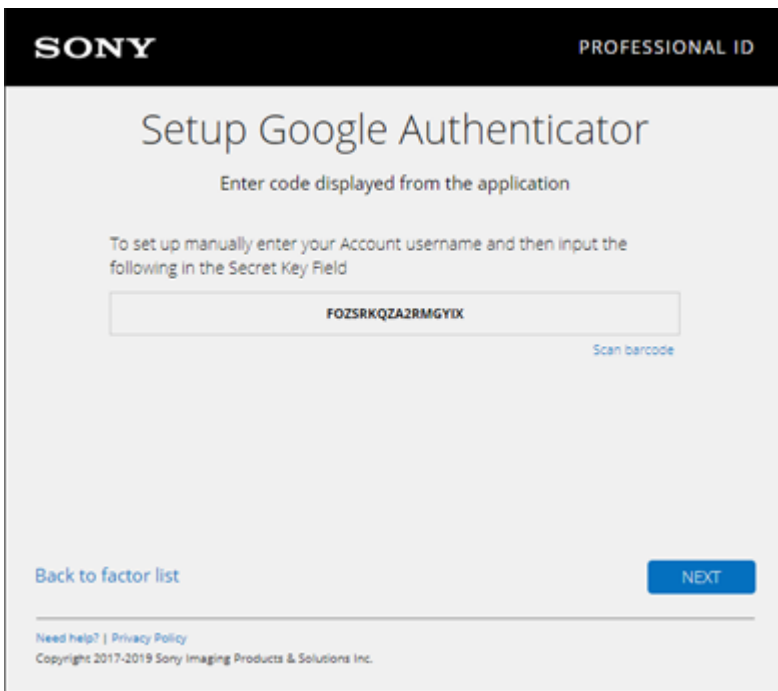 SONY
PROFESSIONAL ID
Setup Google Authenticator
Enter code displayed from the application
To set up manually enter your Account username and then input the
following in the Secret Key Field
FOZSRKQZA2RMGYIX
Scan barcode
Back to factor list
NEXT
Need help? | Privacy Policy
Copyright 2017-2019 Sony Imaging Products & Solutions Inc.